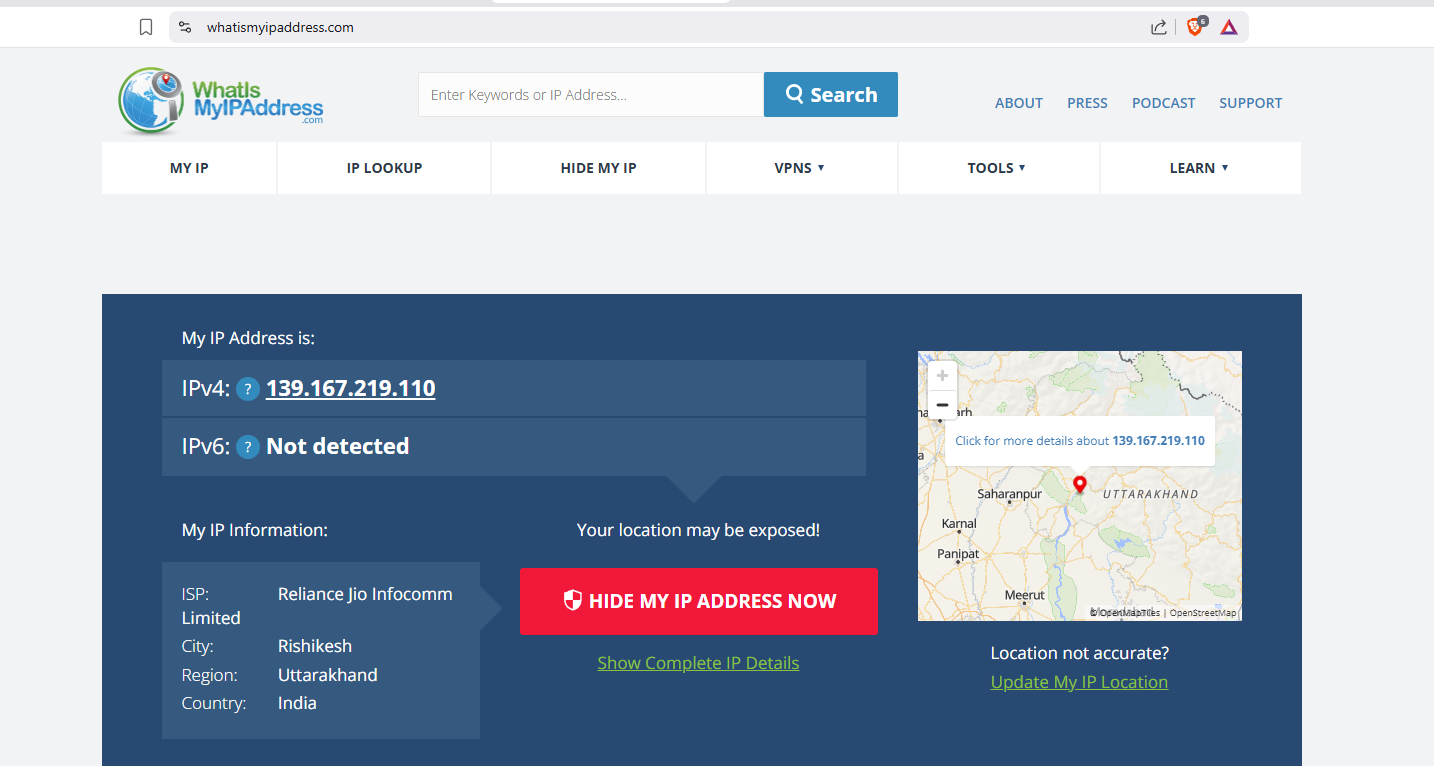 whatismyipaddress.com
6
WhatIs
MyIPAddress
.com
Enter Keywords or IP Address...
Search
ABOUT PRESS PODCAST SUPPORT
MY IP IP LOOKUP HIDE MY IP VPNS ▼ TOOLS ▼ LEARN ▼
My IP Address is:
IPv4: ? 139.167.219.110
IPv6: ? Not detected
My IP Information:
ISP: Reliance Jio Infocomm
Limited
City: Rishikesh
Region: Uttarakhand
Country: India
Your location may be exposed!
HIDE MY IP ADDRESS NOW
Show Complete IP Details
+
−
arh
Click for more details about 139.167.219.110
Saharanpur
UTTARAKHAND
Karnal
Panipat
Meerut
© OpenMapTiles | OpenStreetMap
Location not accurate?
Update My IP Location